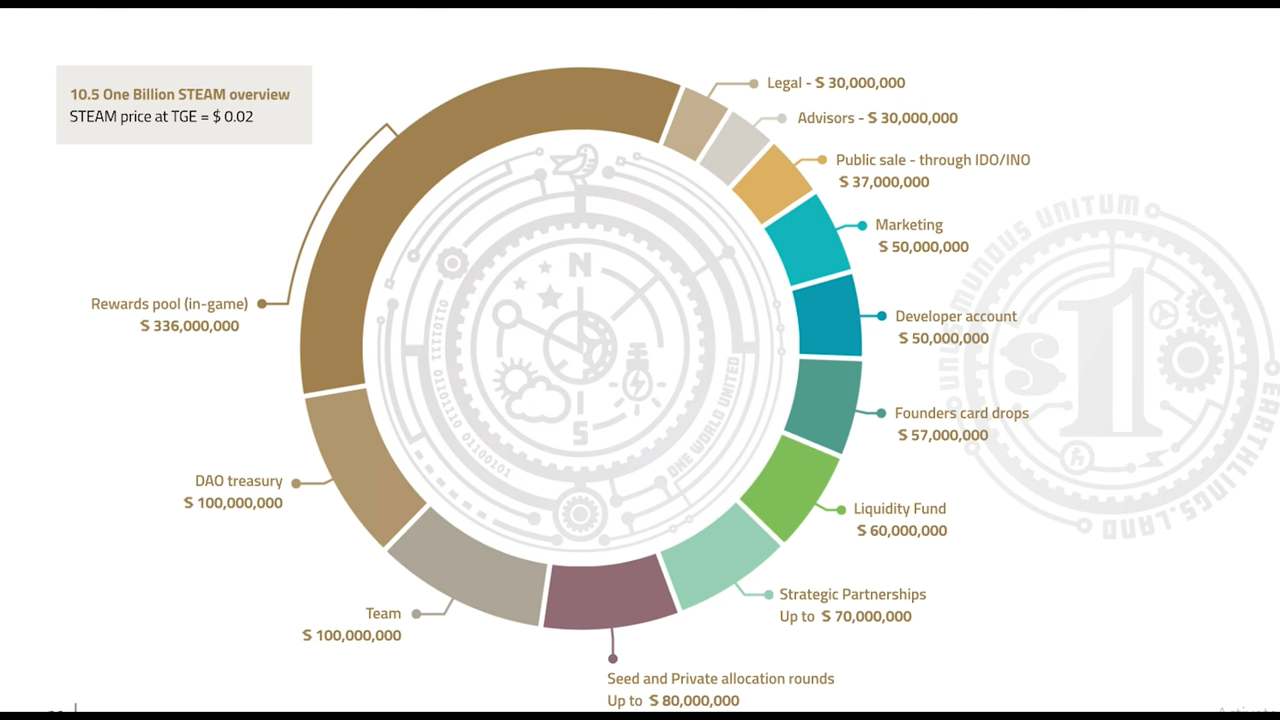 10.5 One Billion STEAM overview
STEAM price at TGE = $ 0.02
Legal - $ 30,000,000
Advisors - $ 30,000,000
Public sale - through IDO/INO
$ 37,000,000
Marketing
$ 50,000,000
Developer account
$ 50,000,000
Founders card drops
$ 57,000,000
Liquidity Fund
$ 60,000,000
Strategic Partnerships
Up to $ 70,000,000
Seed and Private allocation rounds
Up to $ 80,000,000
Team
$ 100,000,000
DAO treasury
$ 100,000,000
Rewards pool (in-game)
$ 336,000,000
N
S
01101111 01101110 01100101
ONE WORLD UNITED
UNUS MUNDUS UNITUM
$1
EARTHLINGS.LAND